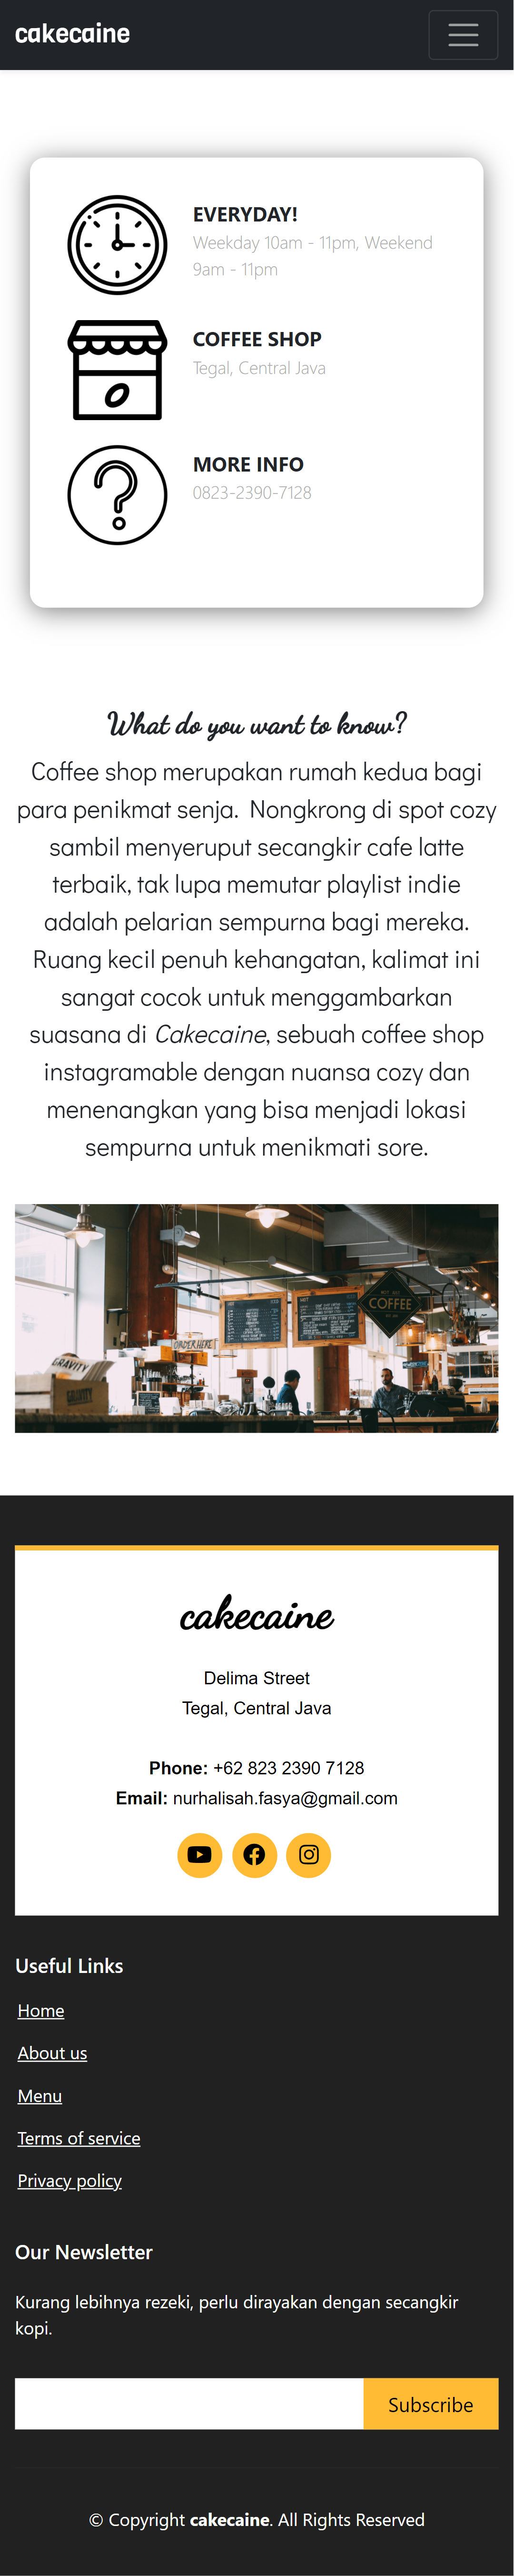 cakecaine
EVERYDAY!
Weekday 10am - 11pm, Weekend
9am - 11pm
COFFEE SHOP
Tegal, Central Java
MORE INFO
0823-2390-7128
What do you want to know?
Coffee shop merupakan rumah kedua bagi
para penikmat senja. Nongkrong di spot cozy
sambil menyeruput secangkir cafe latte
terbaik, tak lupa memutar playlist indie
adalah pelarian sempurna bagi mereka.
Ruang kecil penuh kehangatan, kalimat ini
sangat cocok untuk menggambarkan
suasana di Cakecaine, sebuah coffee shop
instagramable dengan nuansa cozy dan
menenangkan yang bisa menjadi lokasi
sempurna untuk menikmati sore.
COFFEE
ORDER HERE
GRAVITY
cakecaine
Delima Street
Tegal, Central Java
Phone: +62 823 2390 7128
Email: nurhalisah.fasya@gmail.com
Useful Links
Home
About us
Menu
Terms of service
Privacy policy
Our Newsletter
Kurang lebihnya rezeki, perlu dirayakan dengan secangkir
kopi.
Subscribe
© Copyright cakecaine. All Rights Reserved